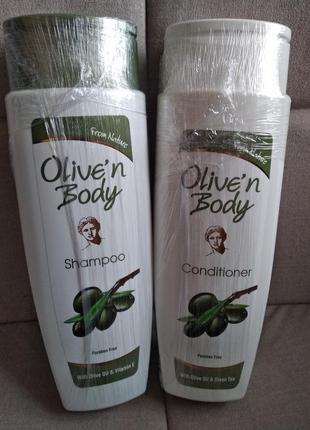 From Nature
Olive'n
Body
Shampoo
Paraben Free
With Olive Oil & Vitamin E
From Nature
Olive'n
Body
Conditioner
Paraben Free
With Olive Oil & Green Tea